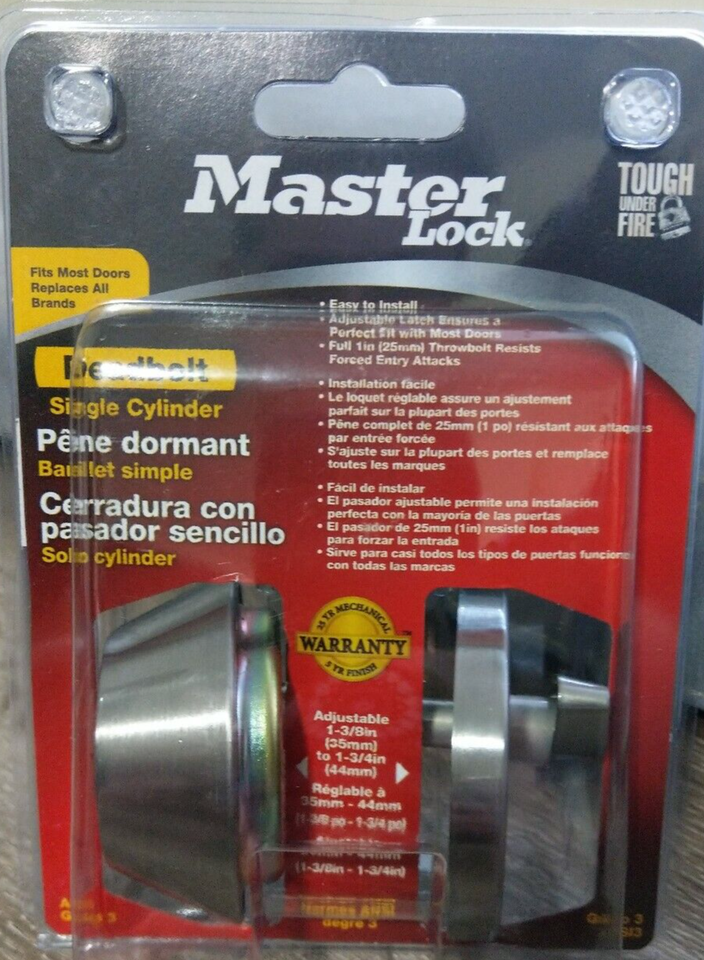 Master
Lock
TOUGH
UNDER
FIRE
Fits Most Doors
Replaces All
Brands
• Easy to Install
• Adjustable Latch Ensures a
Perfect Fit with Most Doors
• Full 1in (25mm) Throwbolt Resists
Forced Entry Attacks
Deadbolt
Single Cylinder
Pêne dormant
Barillet simple
Cerradura con
pasador sencillo
Solo cylinder
• Installation facile
• Le loquet réglable assure un ajustement
parfait sur la plupart des portes
• Pêne complet de 25mm (1 po) résistant aux attaques
par entrée forcée
• S'ajuste sur la plupart des portes et remplace
toutes les marques
• Fácil de instalar
• El pasador ajustable permite una instalación
perfecta con la mayoría de las puertas
• El pasador de 25mm (1in) resiste los ataques
para forzar la entrada
• Sirve para casi todos los tipos de puertas funciona
con todas las marcas
25 YR MECHANICAL
WARRANTY
5 YR FINISH
Adjustable
1-3/8in
(35mm)
to 1-3/4in
(44mm)
Réglable à
35mm - 44mm
(1-3/8 po - 1-3/4 po)
44mm
(1-3/8in - 1-3/4in)
Normes ANSI
degré 3
3
3